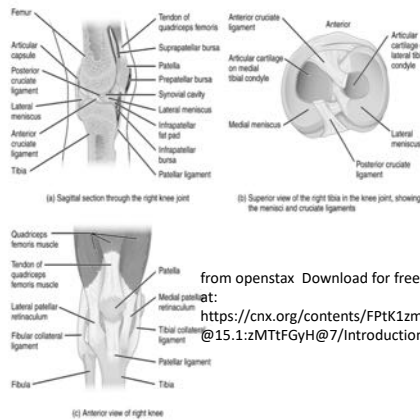 Femur
Articular
capsule
Posterior
cruciate
ligament
Lateral
meniscus
Anterior
cruciate
ligament
Tibia
Tendon of
quadriceps femoris
Suprapatellar bursa
Patella
Prepatellar bursa
Synovial cavity
Lateral meniscus
Infrapatellar
fat pad
Infrapatellar
bursa
Patellar ligament
(a) Sagittal section through the right knee joint
Anterior cruciate
ligament
Articular cartilage
on medial
tibial condyle
Medial meniscus
Anterior
Articular
cartilage on
lateral tibial
condyle
Lateral
meniscus
Posterior cruciate
ligament
(b) Superior view of the right tibia in the knee joint, showing
the menisci and cruciate ligaments
Quadriceps
femoris muscle
Tendon of
quadriceps
femoris muscle
Lateral patellar
retinaculum
Fibular collateral
ligament
Fibula
Patella
Medial patellar
retinaculum
Tibial collateral
ligament
Patellar ligament
Tibia
(c) Anterior view of right knee
from openstax Download for free
at:
https://cnx.org/contents/FPtK1zm
@15.1:zMTtFGyH@7/Introduction